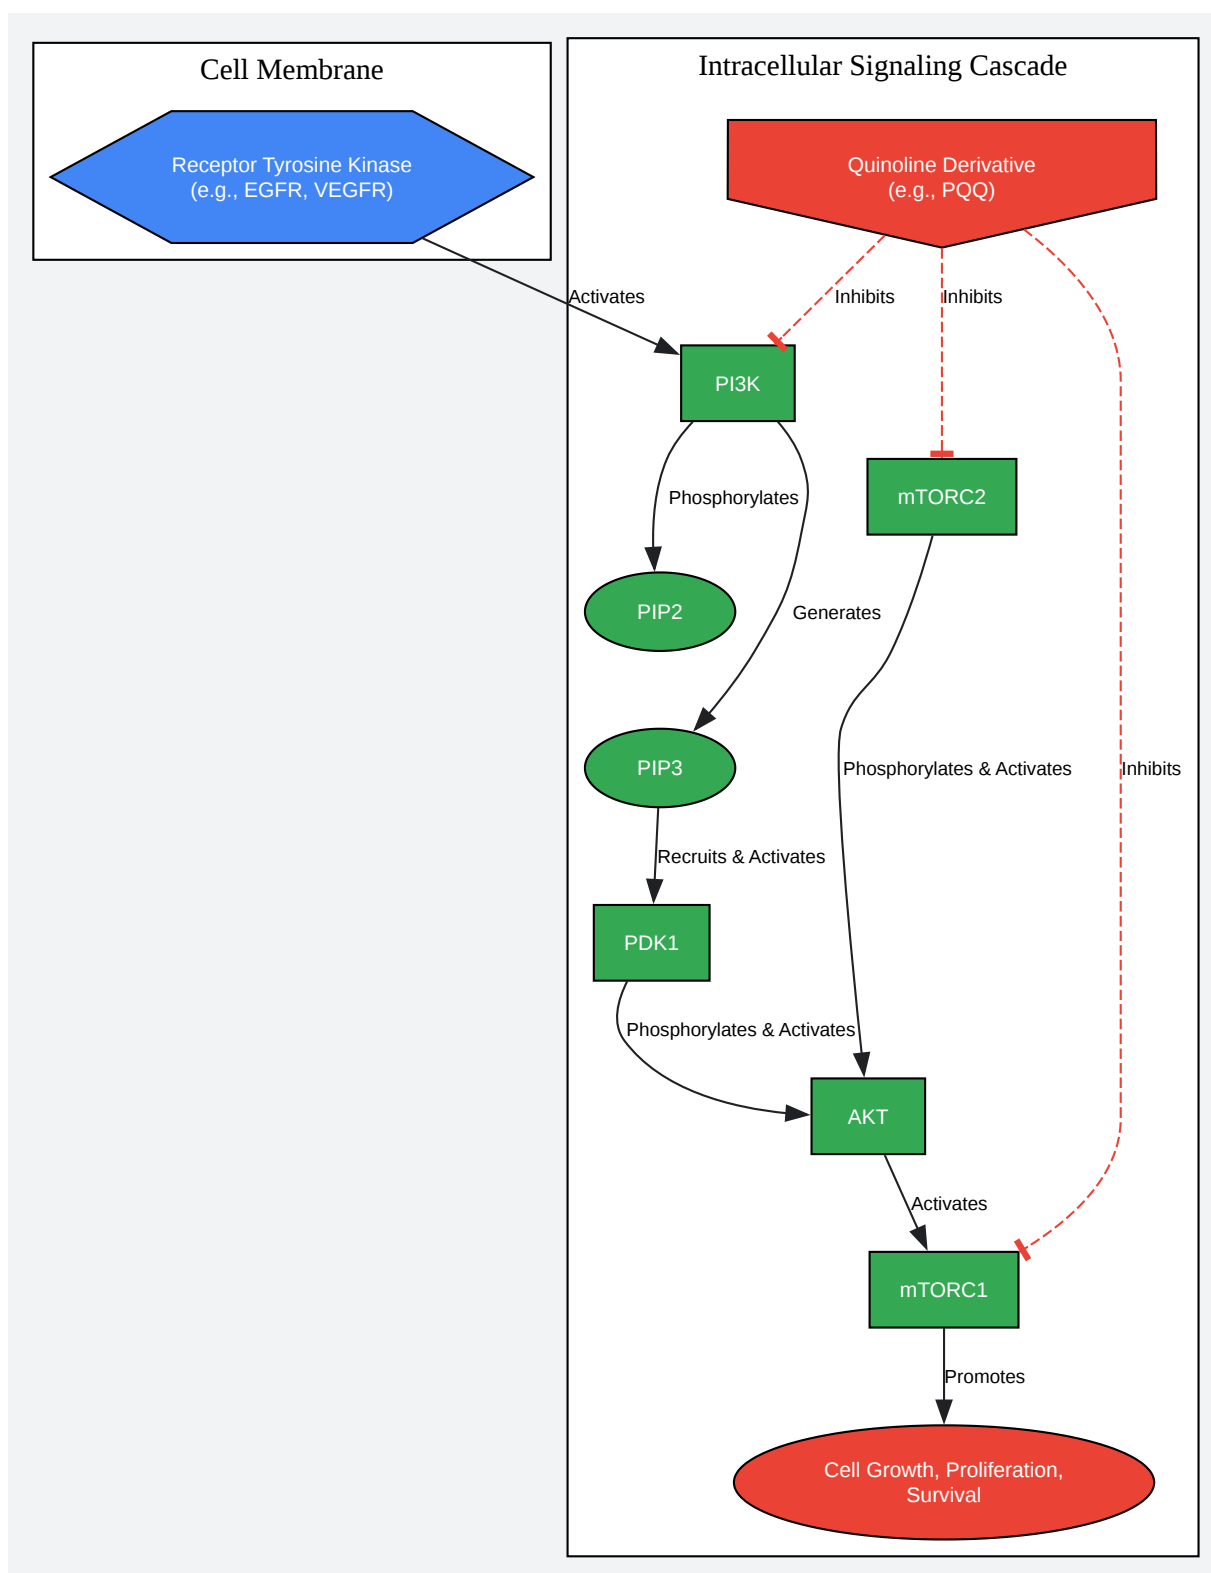 Cell Membrane
Intracellular Signaling Cascade
Receptor Tyrosine Kinase
(e.g., EGFR, VEGFR)
Quinoline Derivative
(e.g., PQQ)
Activates
Inhibits
Inhibits
PI3K
mTORC2
Phosphorylates
PIP2
Generates
PIP3
Phosphorylates & Activates
Inhibits
Recruits & Activates
PDK1
Phosphorylates & Activates
AKT
Activates
mTORC1
Promotes
Cell Growth, Proliferation,
Survival